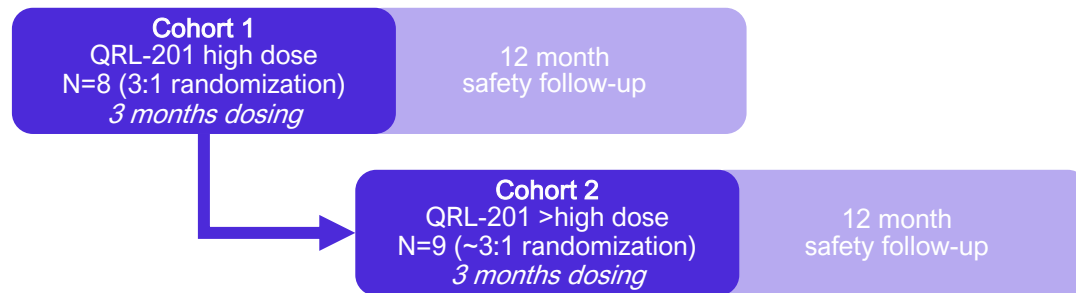 Cohort 1
QRL-201 high dose
N=8 (3:1 randomization)
3 months dosing
12 month
safety follow-up
Cohort 2
QRL-201 >high dose
N=9 (~3:1 randomization)
3 months dosing
12 month
safety follow-up